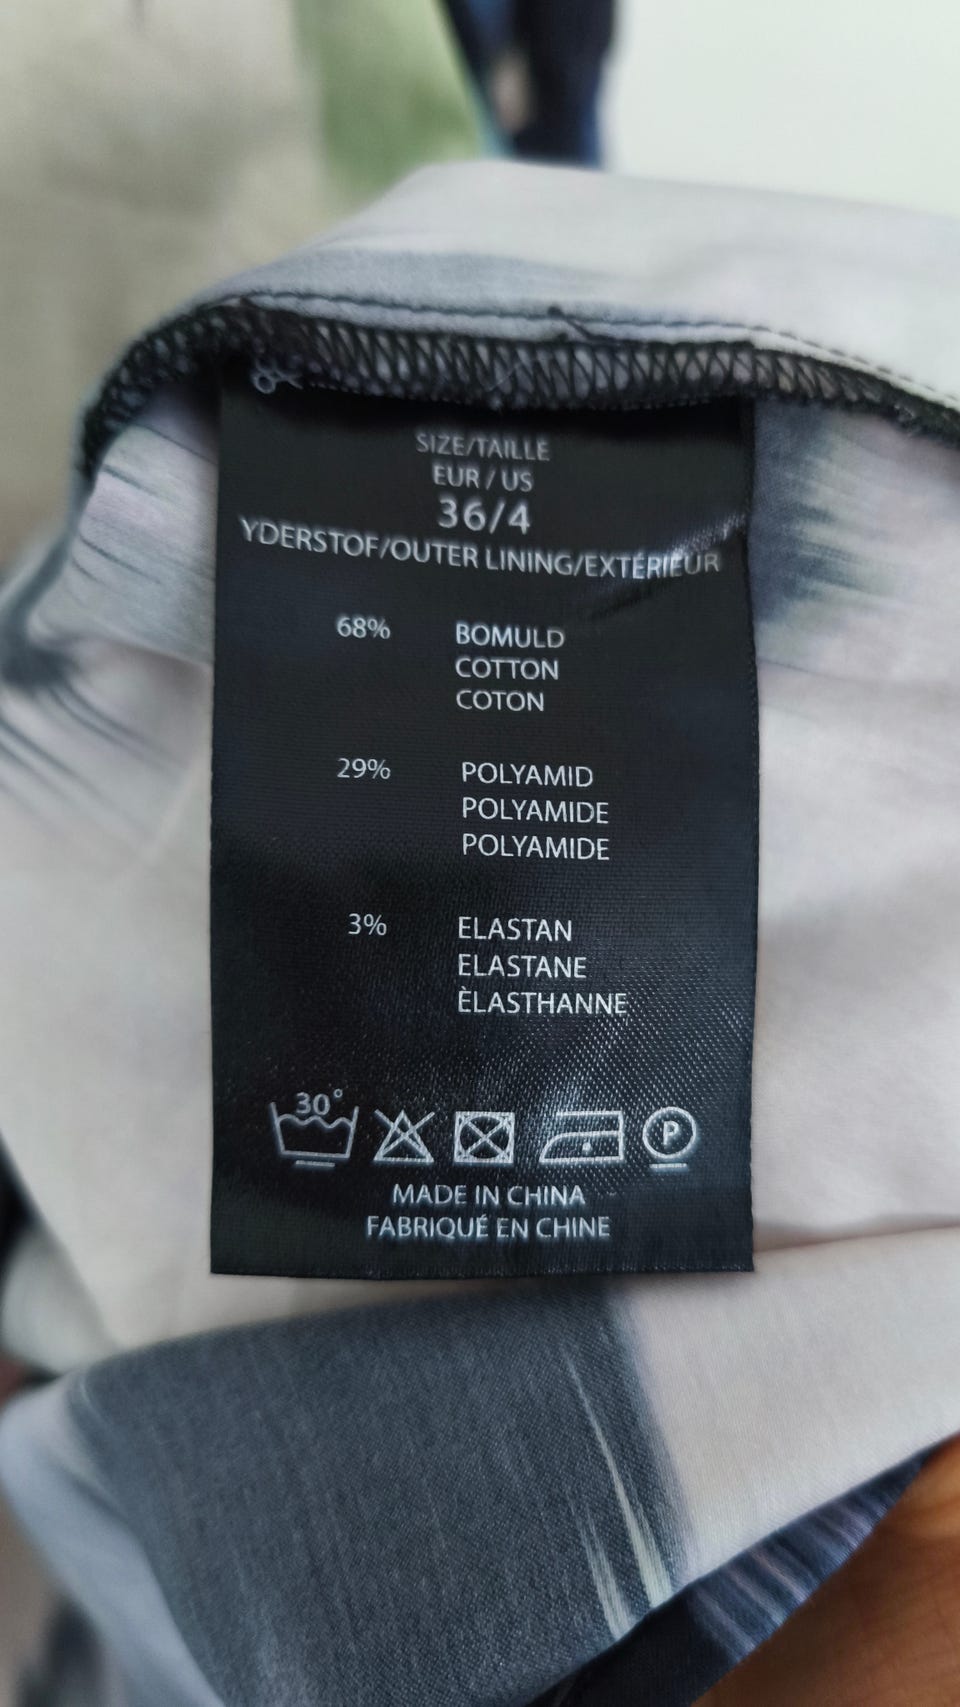 SIZE/TAILLE
EUR / US
36/4
YDERSTOF/OUTER LINING/EXTÉRIEUR
68% BOMULD
COTTON
COTON
29% POLYAMID
POLYAMIDE
POLYAMIDE
3% ELASTAN
ELASTANE
ÈLASTHANNE
30°
P
MADE IN CHINA
FABRIQUÉ EN CHINE